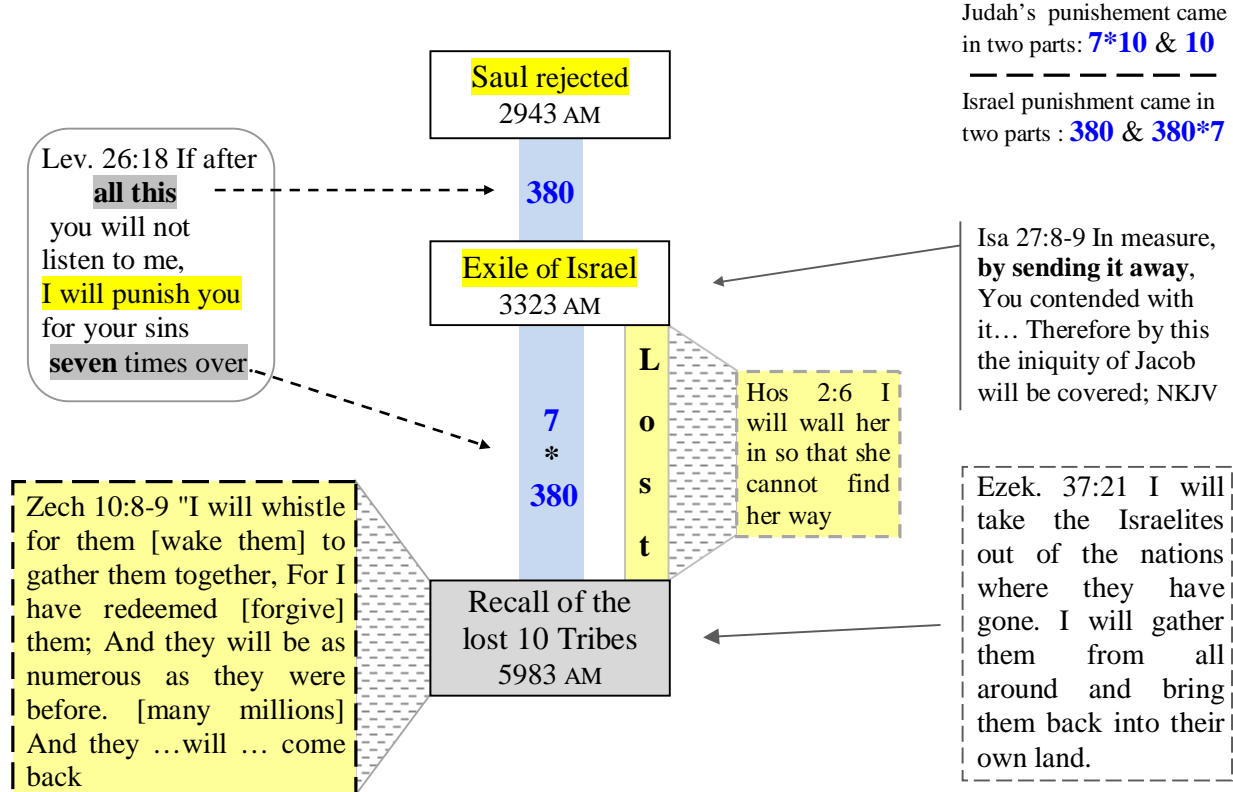 Judah’s punishement came
in two parts: 7*10 & 10
Israel punishment came in
two parts : 380 & 380*7
Saul rejected
2943 AM
Lev. 26:18 If after
all this
you will not
listen to me,
I will punish you
for your sins
seven times over.
380
Exile of Israel
3323 AM
Isa 27:8-9 In measure,
by sending it away,
You contended with
it… Therefore by this
the iniquity of Jacob
will be covered; NKJV
L
o
s
t
7
*
380
Hos 2:6 I
will wall her
in so that she
cannot find
her way
Zech 10:8-9 "I will whistle
for them [wake them] to
gather them together, For I
have redeemed [forgive]
them; And they will be as
numerous as they were
before. [many millions]
And they …will … come
back
Recall of the
lost 10 Tribes
5983 AM
Ezek. 37:21 I will
take the Israelites
out of the nations
where they have
gone. I will gather
them from all
around and bring
them back into their
own land.